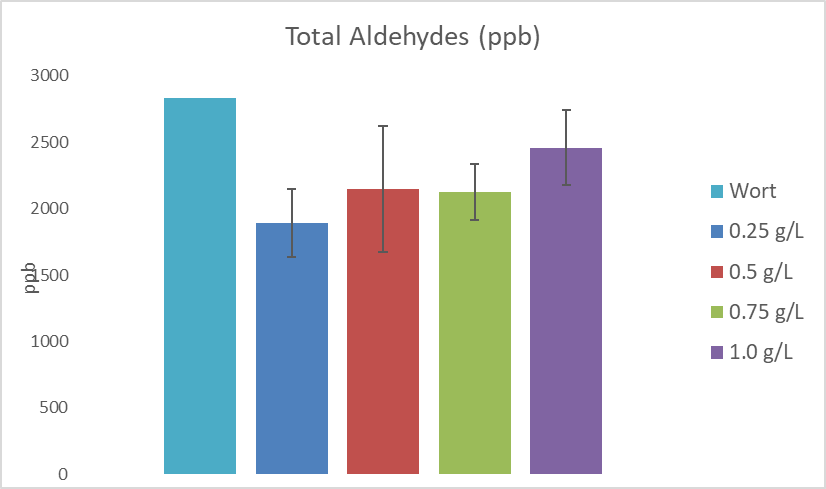 Total Aldehydes (ppb)
3000
2500
2000
1500
1000
500
0
ppb
Wort
0.25 g/L
0.5 g/L
0.75 g/L
1.0 g/L